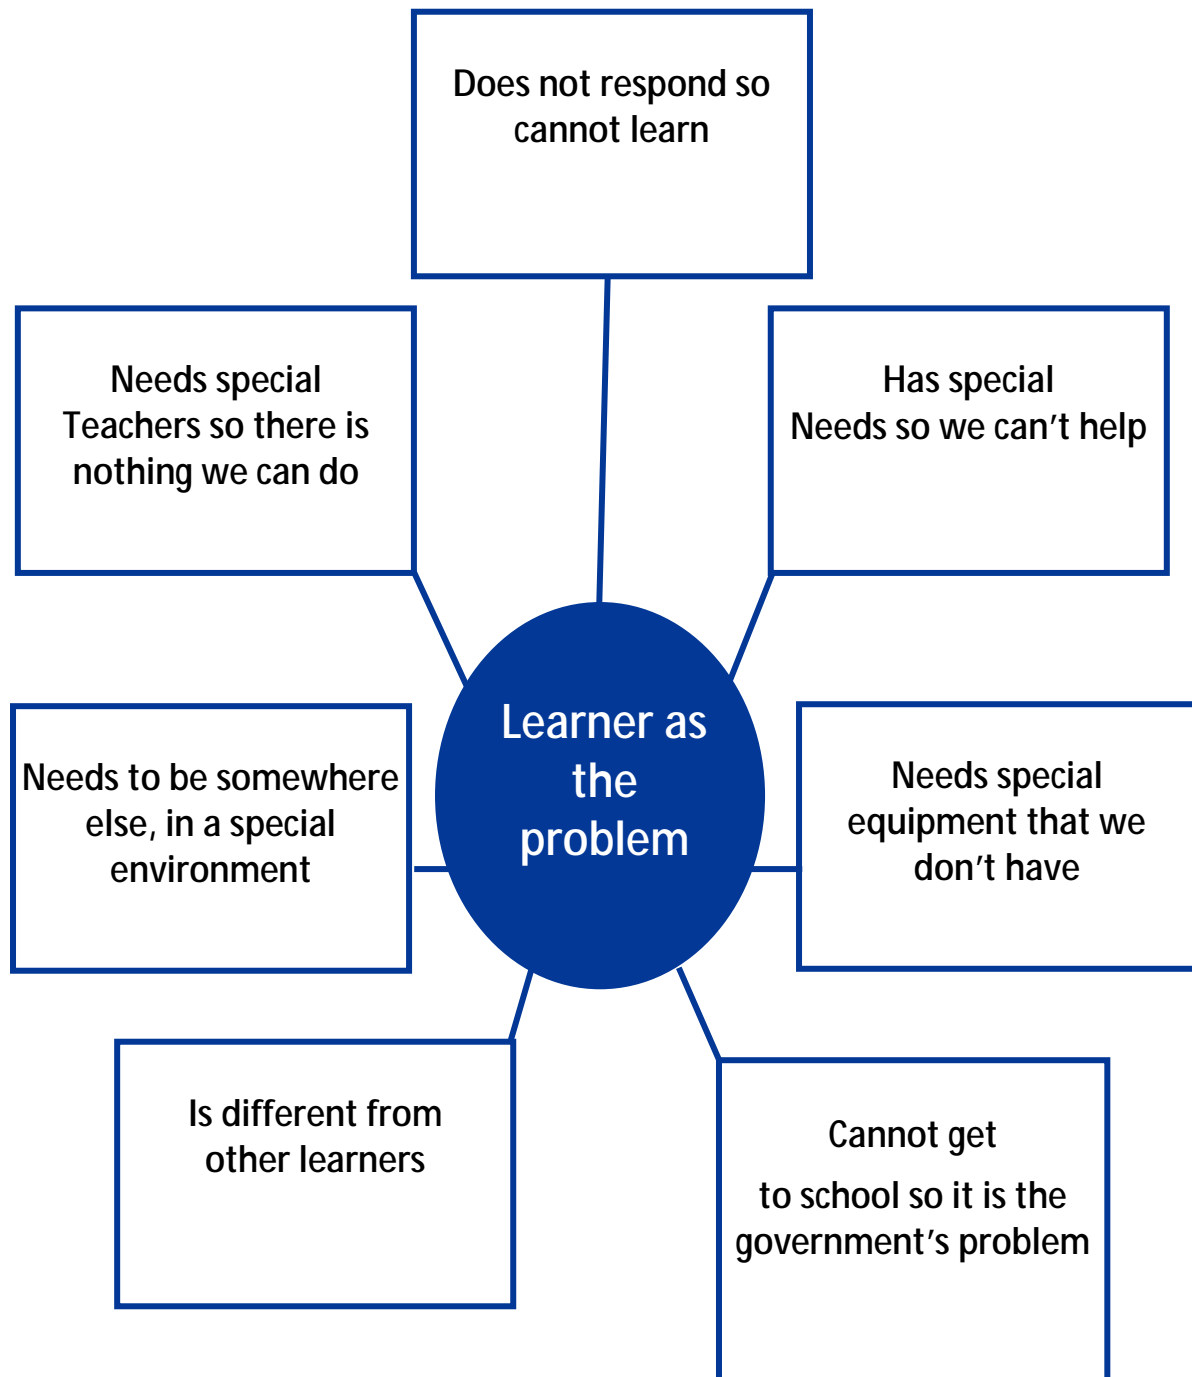 Does not respond so
cannot learn
Needs special
Teachers so there is
nothing we can do
Has special
Needs so we can't help
Learner as
the
problem
Needs to be somewhere
else, in a special
environment
Needs special
equipment that we
don't have
Is different from
other learners
Cannot get
to school so it is the
government's problem